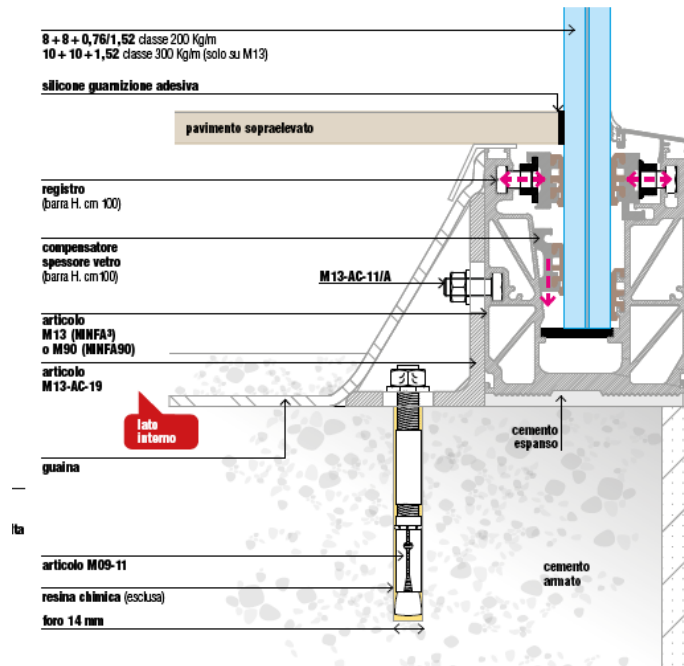 8 + 8 + 0,76/1,52 classe 200 Kg/m
10 + 10 + 1,52 classe 300 Kg/m (solo su M13)
silicone guarnizione adesiva
pavimento sopraelevato
registro
(barra H. cm 100)
compensatore
spessore vetro
(barra H. cm100)
M13-AC-11/A
articolo
M13 (NINFA³)
o M90 (NINFA90)
articolo
M13-AC-19
lato
interno
cemento
espanso
guaina
lta
articolo M09-11
cemento
armato
resina chimica (esclusa)
foro 14 mm